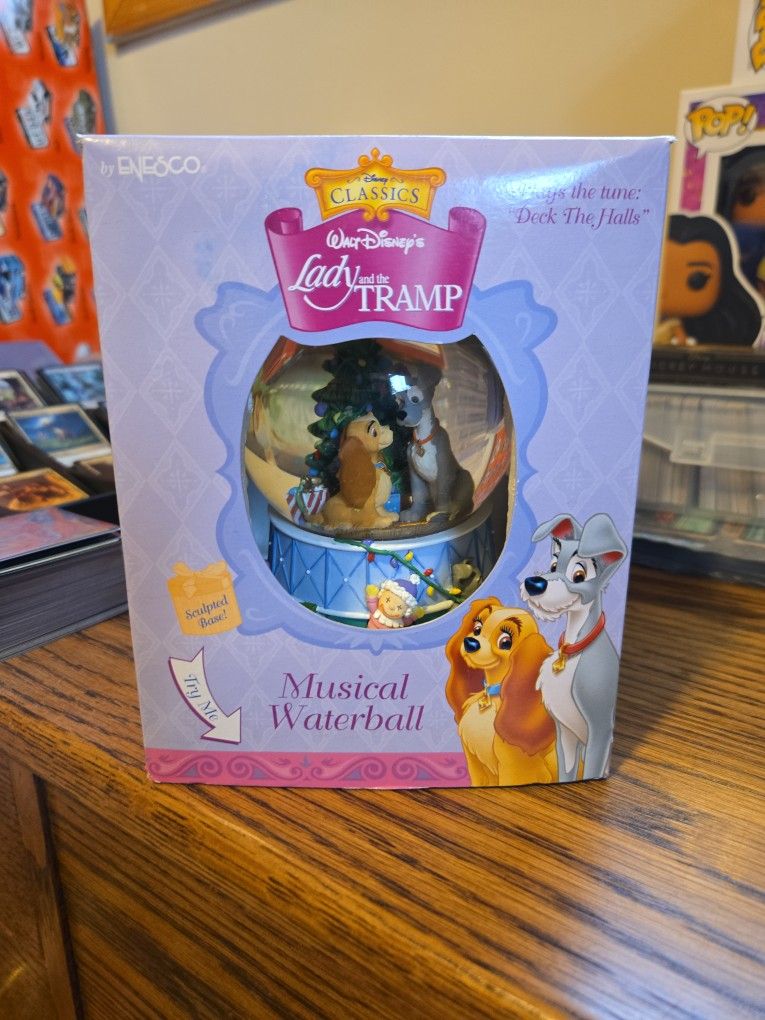 by ENESCO
Disney
CLASSICS
WALT DISNEY'S
Lady and the
TRAMP
the tune:
"Deck The Halls"
Sculpted
Base!
Try Me
Musical
Waterball
POP!